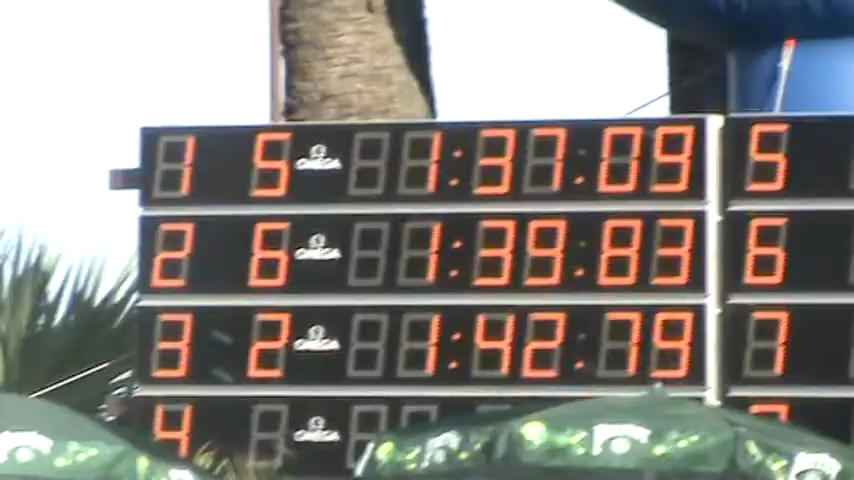 1 5 Ω OMEGA 1:37.09 5
2 6 Ω OMEGA 1:39.83 6
3 2 Ω OMEGA 1:42.79 7
4 Ω OMEGA